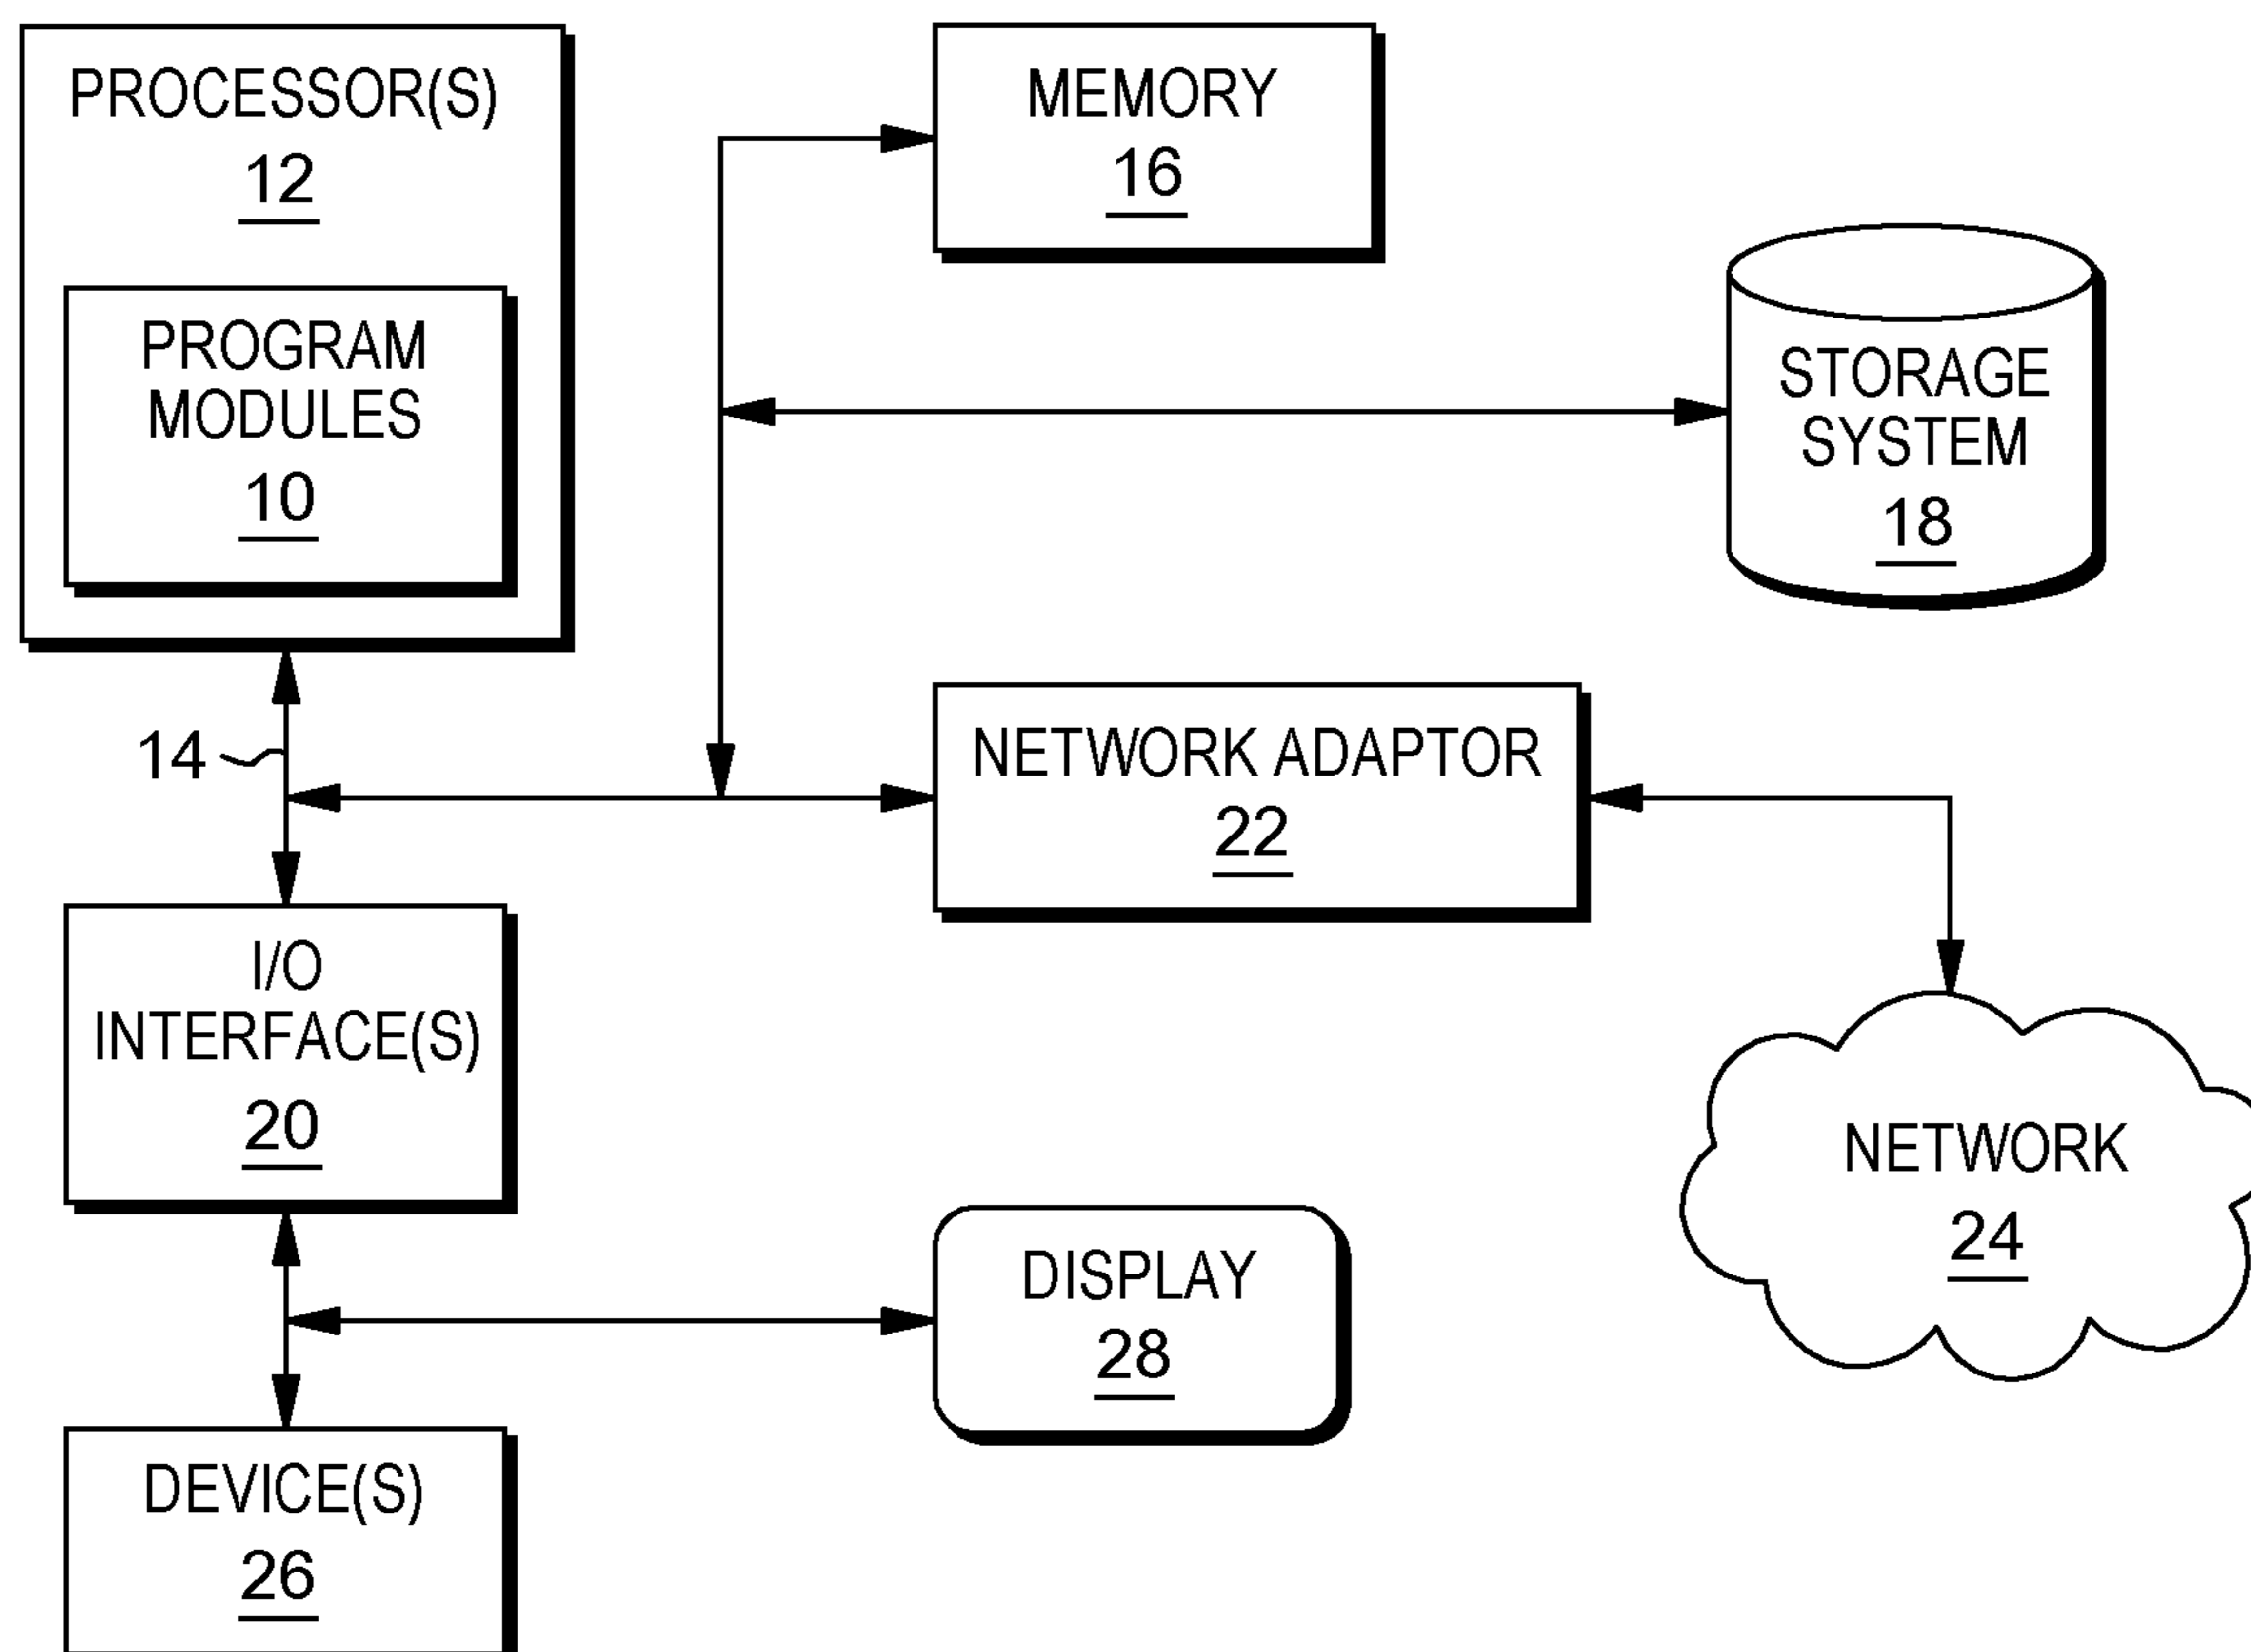 PROCESSOR(S)
12
PROGRAM
MODULES
10
MEMORY
16
STORAGE
SYSTEM
18
14
NETWORK ADAPTOR
22
I/O
INTERFACE(S)
20
NETWORK
24
DISPLAY
28
DEVICE(S)
26